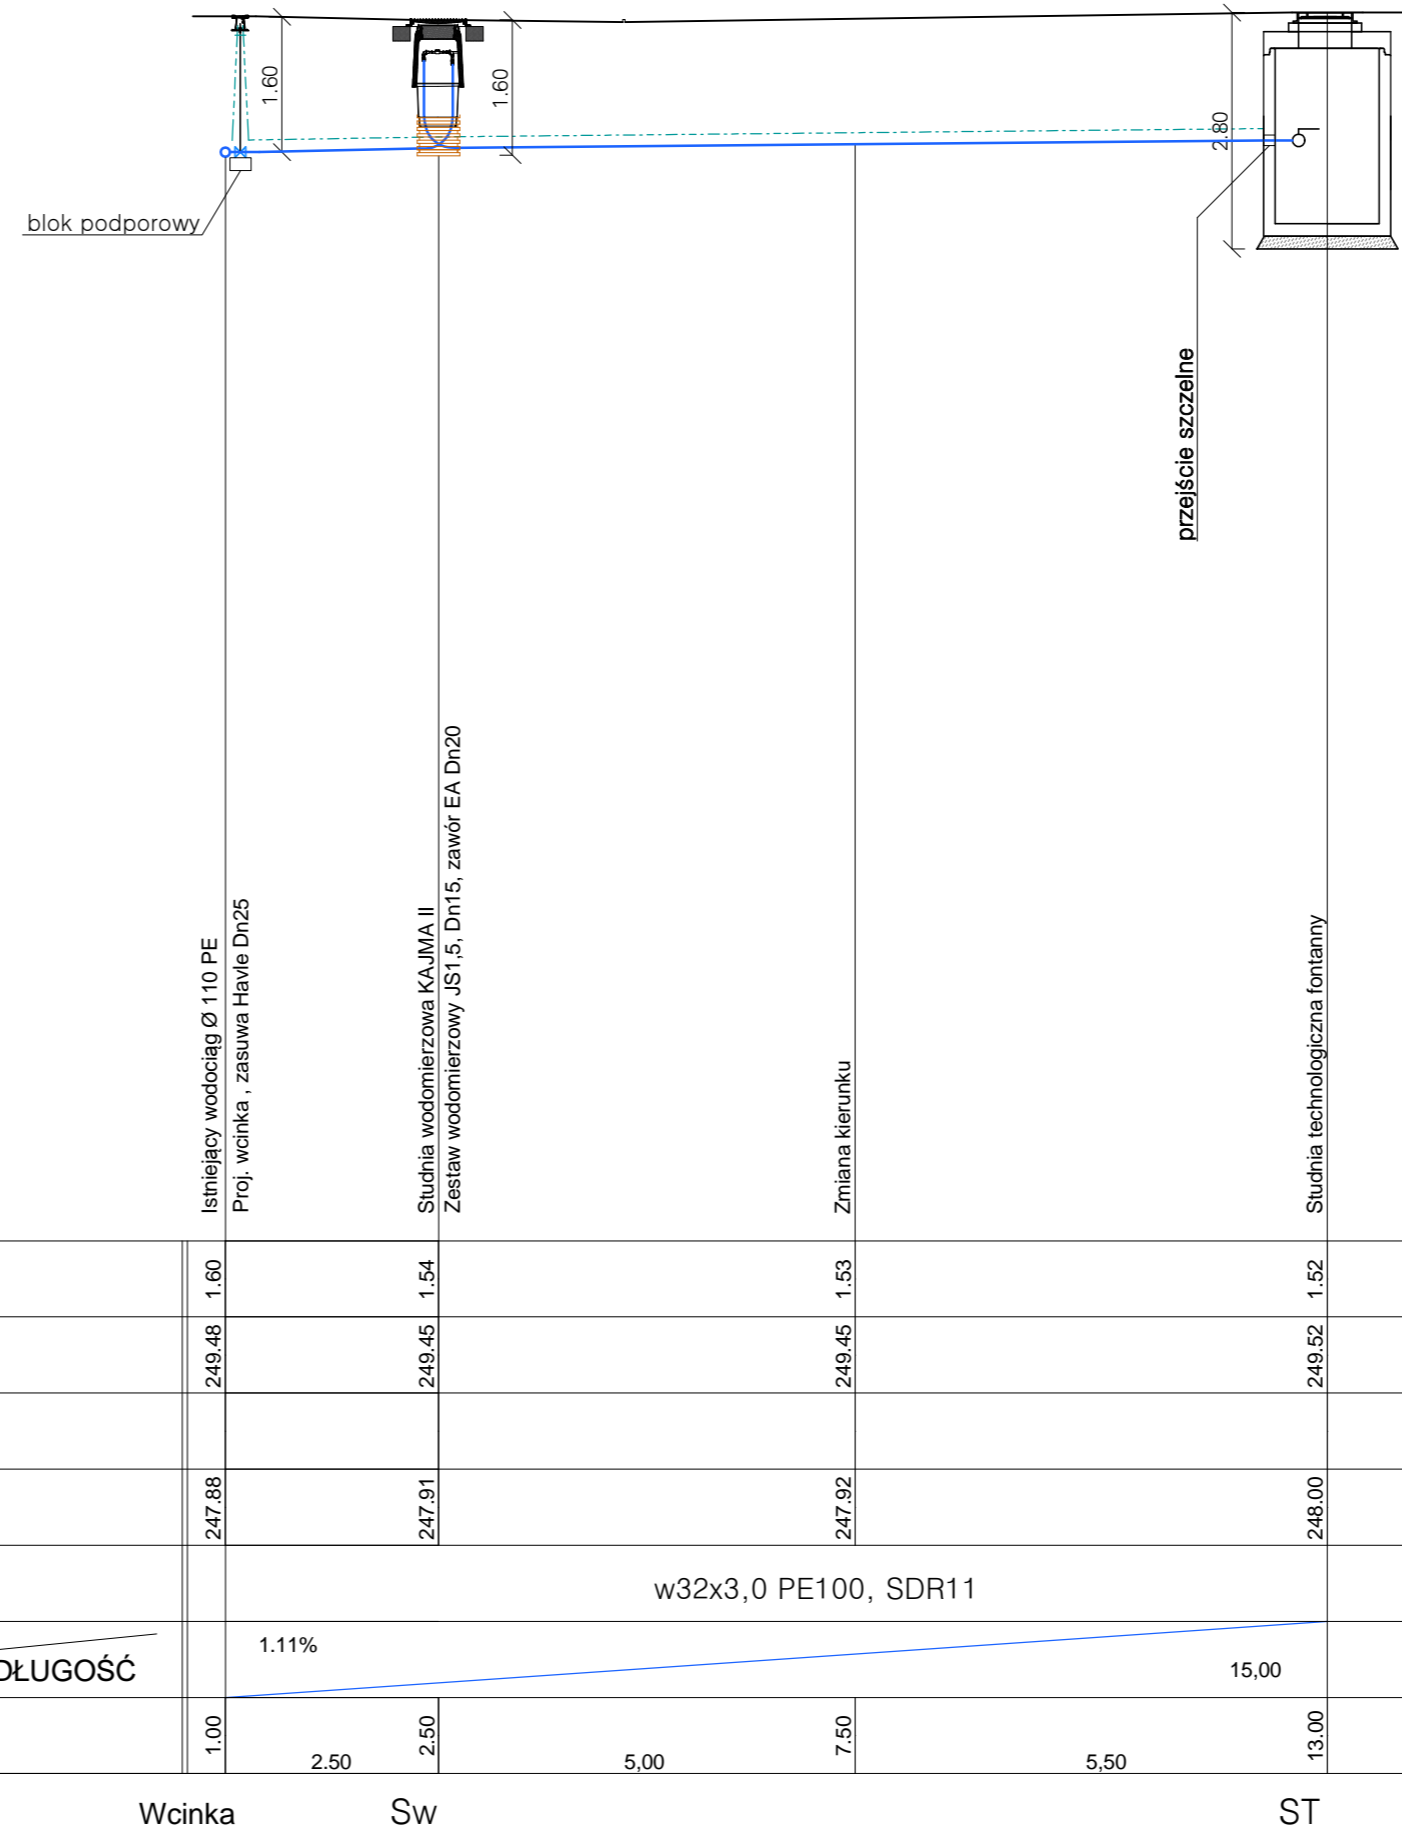 1.60
1.60
2.80
blok podporowy
przejście szczelne
Istniejący wodociąg Ø 110 PE
Proj. wcinka , zasuwa Havle Dn25
Studnia wodomierzowa KAJMA II
Zestaw wodomierzowy JS1,5, Dn15, zawór EA Dn20
Zmiana kierunku
Studnia technologiczna fontanny
1.60 1.54 1.53 1.52
249.48 249.45 249.45 249.52
247.88 247.91 247.92 248.00
w32x3,0 PE100, SDR11
1.11%
DŁUGOŚĆ 15,00
1.00 2.50 2.50 5,00 7.50 5,50 13.00
Wcinka Sw ST